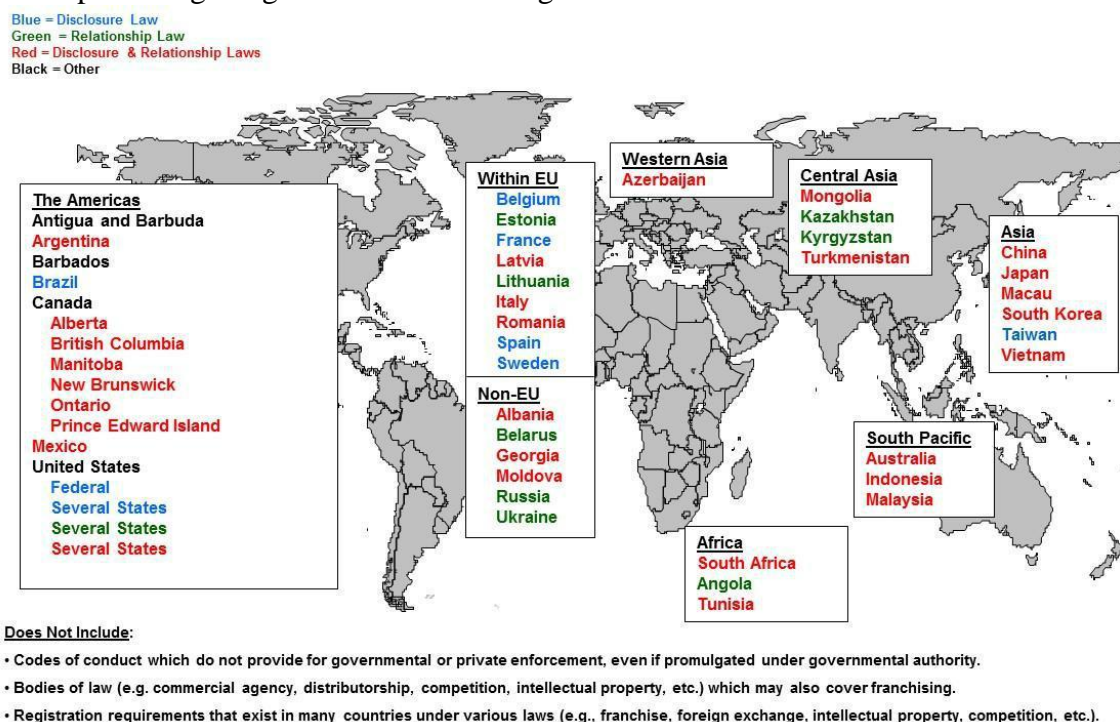 Blue = Disclosure Law
Green = Relationship Law
Red = Disclosure & Relationship Laws
Black = Other
The Americas
Antigua and Barbuda
Argentina
Barbados
Brazil
Canada
Alberta
British Columbia
Manitoba
New Brunswick
Ontario
Prince Edward Island
Mexico
United States
Federal
Several States
Several States
Several States
Within EU
Belgium
Estonia
France
Latvia
Lithuania
Italy
Romania
Spain
Sweden
Non-EU
Albania
Belarus
Georgia
Moldova
Russia
Ukraine
Western Asia
Azerbaijan
Central Asia
Mongolia
Kazakhstan
Kyrgyzstan
Turkmenistan
Asia
China
Japan
Macau
South Korea
Taiwan
Vietnam
South Pacific
Australia
Indonesia
Malaysia
Africa
South Africa
Angola
Tunisia
Does Not Include:
• Codes of conduct which do not provide for governmental or private enforcement, even if promulgated under governmental authority.
• Bodies of law (e.g. commercial agency, distributorship, competition, intellectual property, etc.) which may also cover franchising.
• Registration requirements that exist in many countries under various laws (e.g., franchise, foreign exchange, intellectual property, competition, etc.).